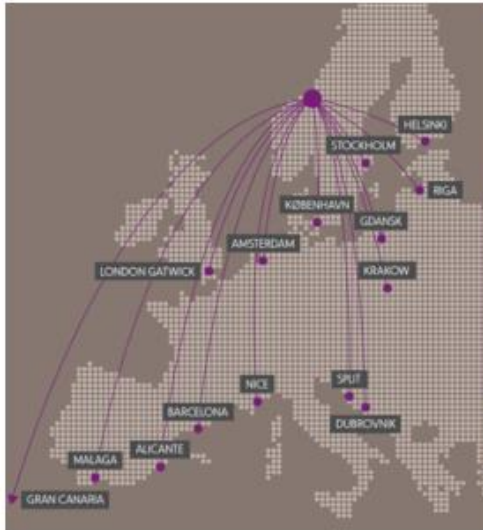 HELSINKI
STOCKHOLM
RIGA
KØBENHAVN
GDANSK
AMSTERDAM
LONDON GATWICK
KRAKOW
NICE
SPLIT
BARCELONA
DUBROVNIK
ALICANTE
MALAGA
GRAN CANARIA